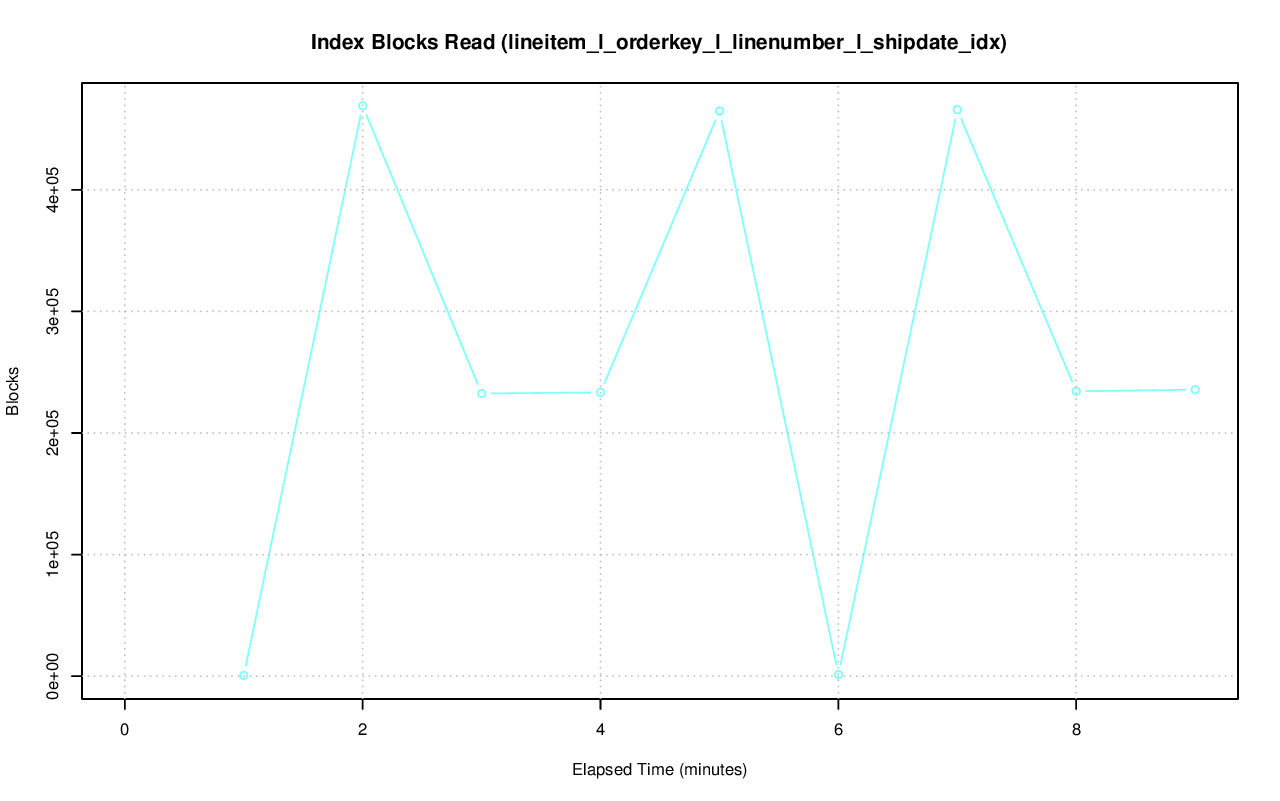 Index Blocks Read (lineitem_l_orderkey_l_linenumber_l_shipdate_idx)
Blocks
4e+05
3e+05
2e+05
1e+05
0e+00
0 2 4 6 8
Elapsed Time (minutes)